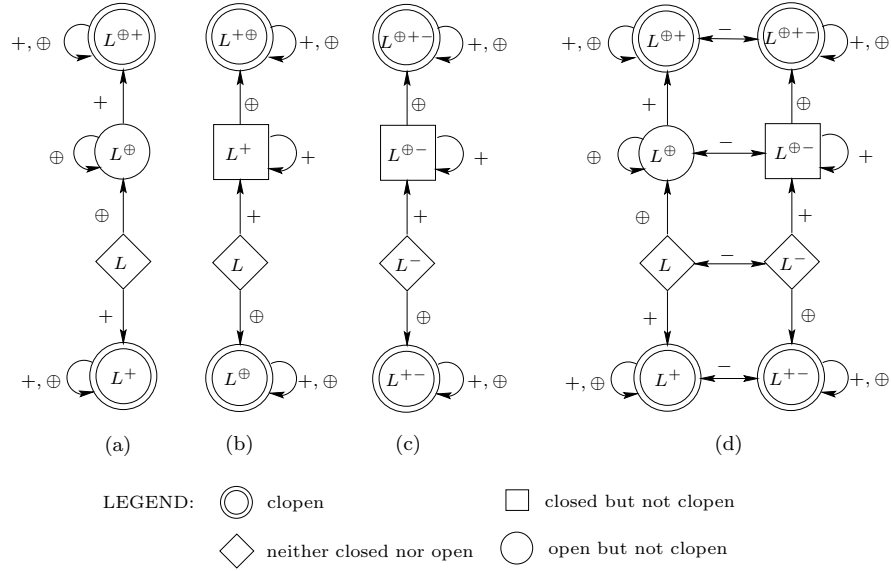 +, ⊕ L⊕+ L+⊕ +, ⊕ L⊕+− +, ⊕ +, ⊕ L⊕+ − L⊕+− +, ⊕
+ ⊕ ⊕ + ⊕
⊕ L⊕ L+ + L⊕− + ⊕ L⊕ − L⊕− +
⊕ + + ⊕ +
L L L− L − L−
+ ⊕ ⊕ + ⊕
+, ⊕ L+ L⊕ +, ⊕ L+− +, ⊕ +, ⊕ L+ − L+− +, ⊕
(a) (b) (c) (d)
LEGEND: clopen closed but not clopen
neither closed nor open open but not clopen